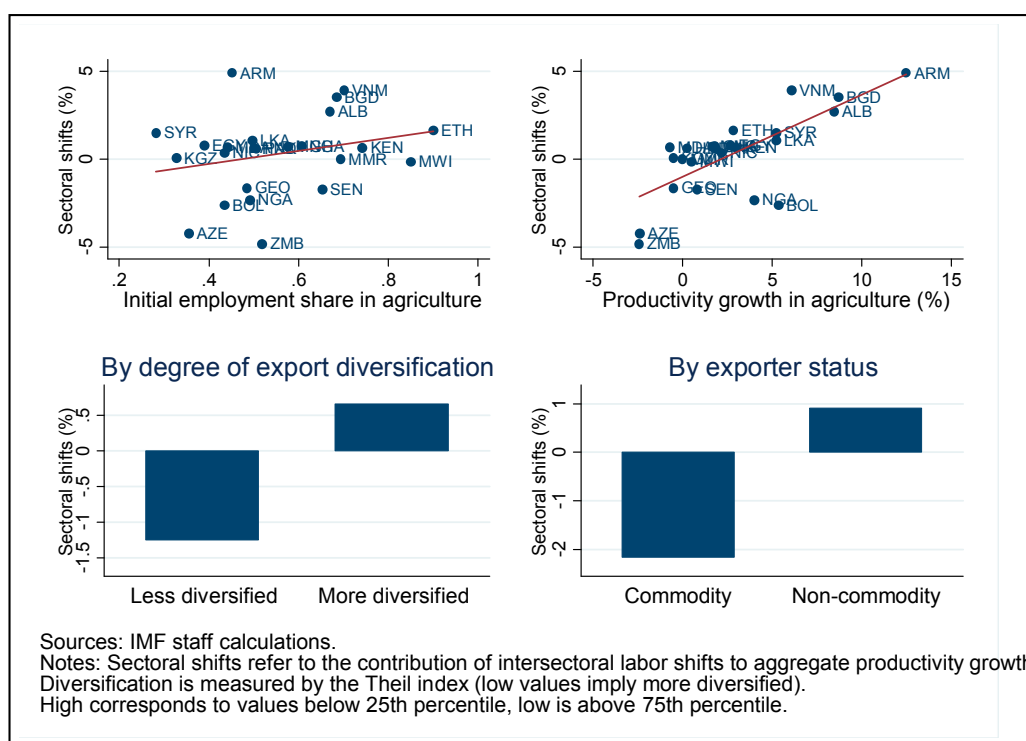 Sectoral shifts (%)
5
0
-5
ARM
VNM
BGD
ALB
ETH
SYR
LKA
KEN
KGZ
MMR
MWI
GEO
SEN
BOL
NGA
AZE
ZMB
.2
.4
.6
.8
1
Initial employment share in agriculture
Sectoral shifts (%)
5
0
-5
ARM
VNM
BGD
ALB
ETH
SYR
LKA
GEO
SEN
NGA
BOL
AZE
ZMB
-5
0
5
10
15
Productivity growth in agriculture (%)
By degree of export diversification
Sectoral shifts (%)
.5
0
-.5
-1
-1.5
Less diversified
More diversified
By exporter status
Sectoral shifts (%)
1
0
-1
-2
Commodity
Non-commodity
Sources: IMF staff calculations.
Notes: Sectoral shifts refer to the contribution of intersectoral labor shifts to aggregate productivity growth
Diversification is measured by the Theil index (low values imply more diversified).
High corresponds to values below 25th percentile, low is above 75th percentile.